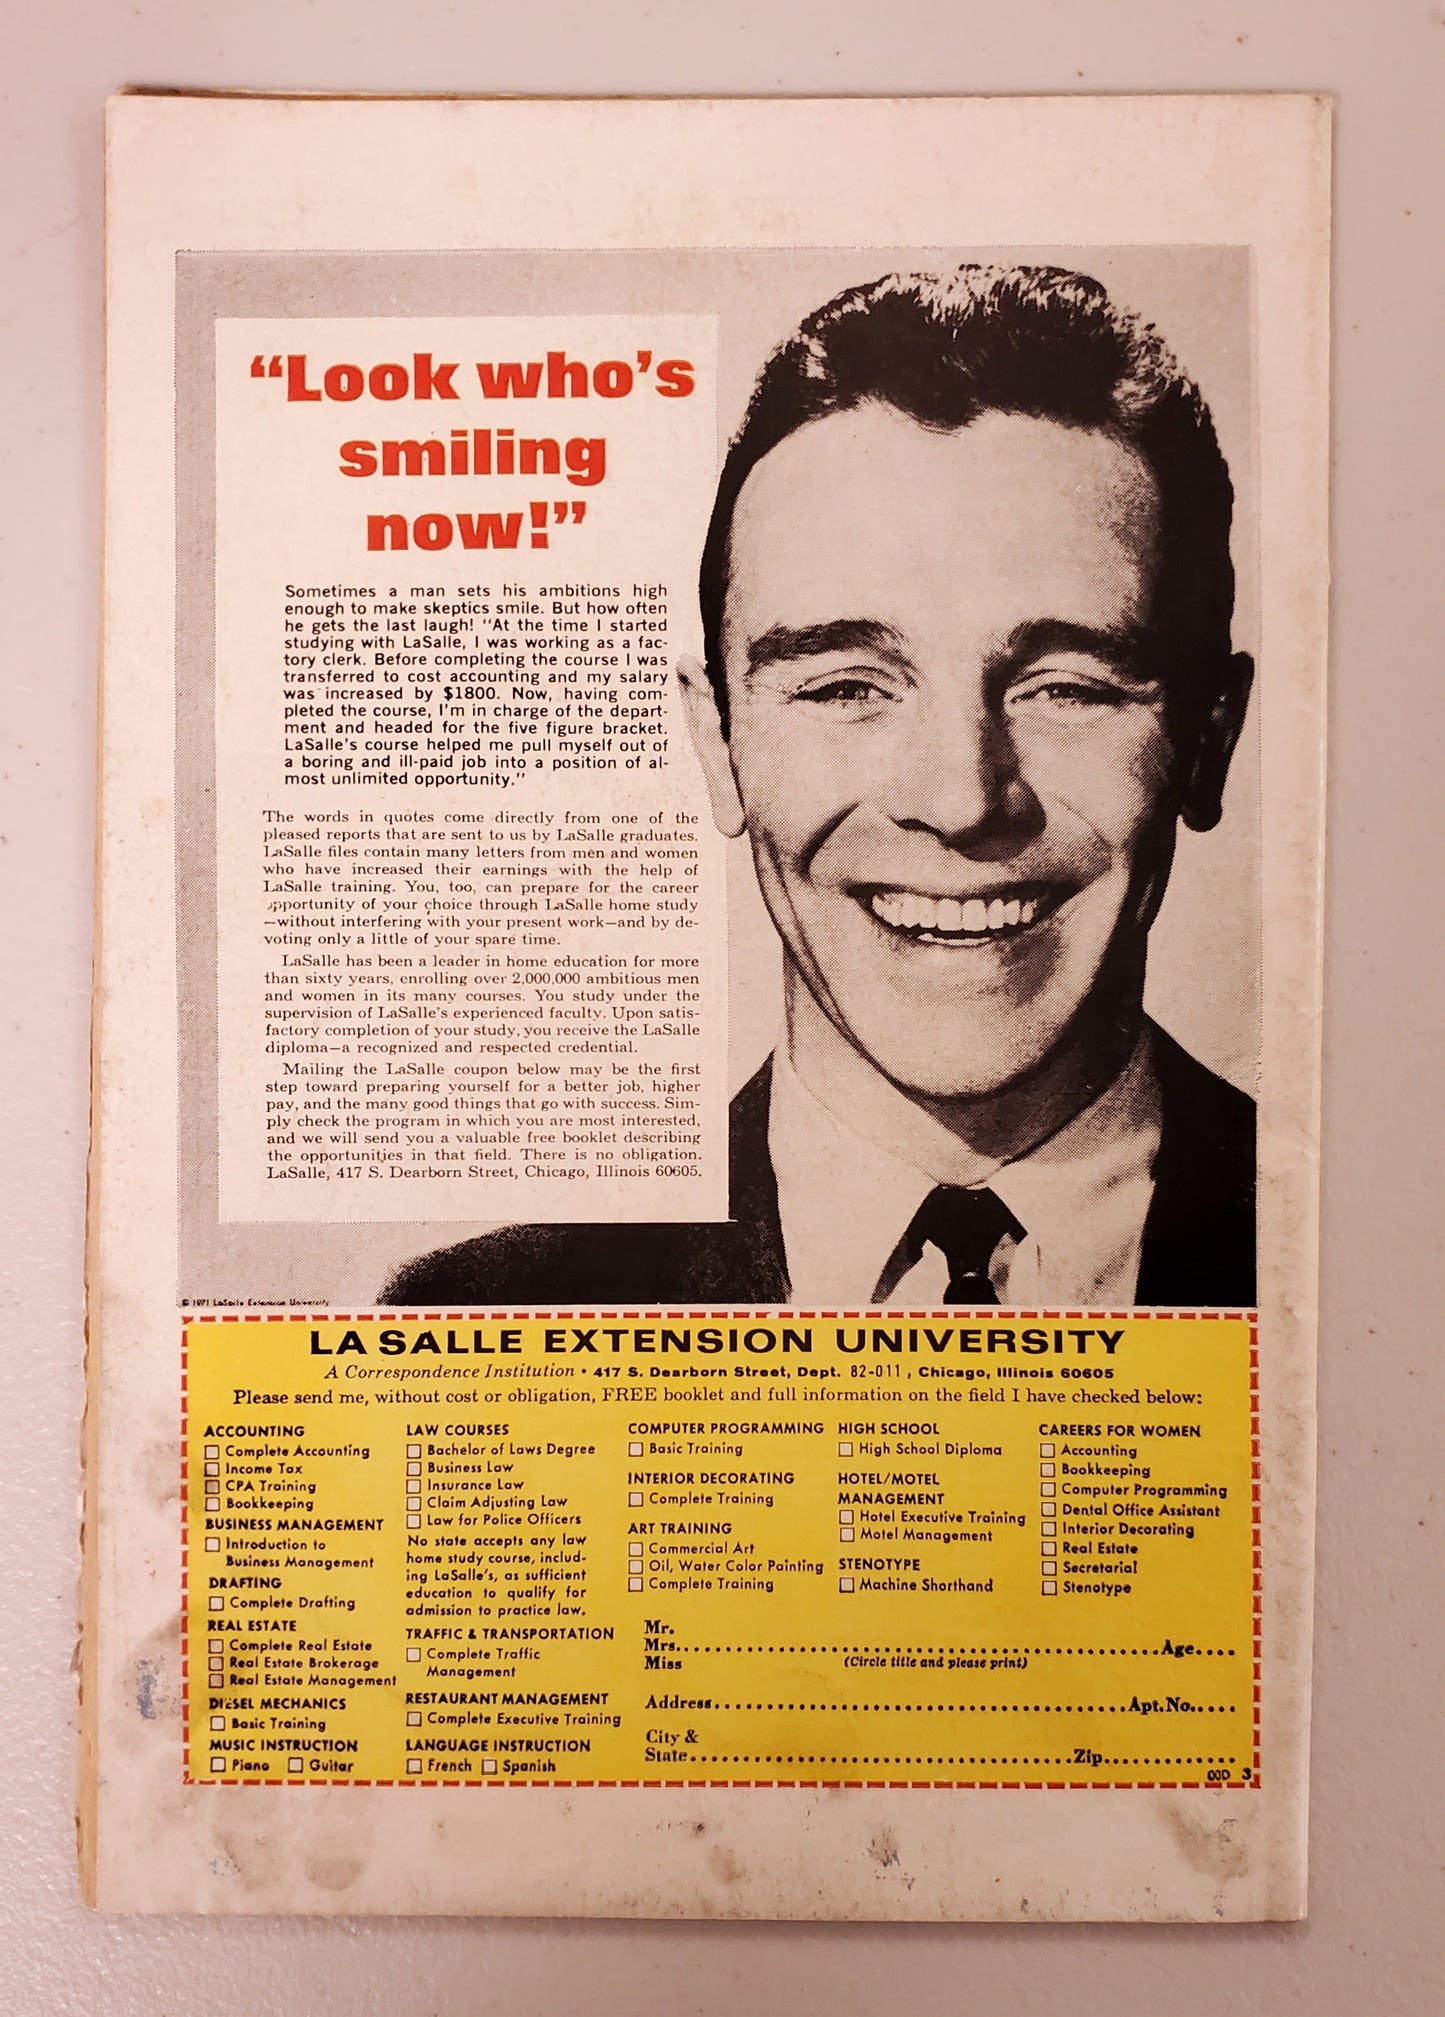 “Look who's
smiling
now!”
Sometimes a man sets his ambitions high
enough to make skeptics smile. But how often
he gets the last laugh! “At the time I started
studying with LaSalle, I was working as a fac-
tory clerk. Before completing the course I was
transferred to cost accounting and my salary
was increased by $1800. Now, having com-
pleted the course, I'm in charge of the depart-
ment and headed for the five figure bracket.
LaSalle's course helped me pull myself out of
a boring and ill-paid job into a position of al-
most unlimited opportunity.”
The words in quotes come directly from one of the
pleased reports that are sent to us by LaSalle graduates.
LaSalle files contain many letters from men and women
who have increased their earnings with the help of
LaSalle training. You, too, can prepare for the career
opportunity of your choice through LaSalle home study
—without interfering with your present work—and by de-
voting only a little of your spare time.
LaSalle has been a leader in home education for more
than sixty years, enrolling over 2,000,000 ambitious men
and women in its many courses. You study under the
supervision of LaSalle's experienced faculty. Upon satis-
factory completion of your study, you receive the LaSalle
diploma—a recognized and respected credential.
Mailing the LaSalle coupon below may be the first
step toward preparing yourself for a better job, higher
pay, and the many good things that go with success. Sim-
ply check the program in which you are most interested,
and we will send you a valuable free booklet describing
the opportunities in that field. There is no obligation.
LaSalle, 417 S. Dearborn Street, Chicago, Illinois 60605.
© 1971 LaSalle Extension University
LA SALLE EXTENSION UNIVERSITY
A Correspondence Institution • 417 S. Dearborn Street, Dept. 82-011, Chicago, Illinois 60605
Please send me, without cost or obligation, FREE booklet and full information on the field I have checked below:
ACCOUNTING
Complete Accounting
Income Tax
CPA Training
Bookkeeping
BUSINESS MANAGEMENT
Introduction to
Business Management
DRAFTING
Complete Drafting
REAL ESTATE
Complete Real Estate
Real Estate Brokerage
Real Estate Management
DIESEL MECHANICS
Basic Training
MUSIC INSTRUCTION
Piano Guitar
LAW COURSES
Bachelor of Laws Degree
Business Law
Insurance Law
Claim Adjusting Law
Law for Police Officers
No state accepts any law
home study course, includ-
ing LaSalle's, as sufficient
education to qualify for
admission to practice law.
TRAFFIC & TRANSPORTATION
Complete Traffic
Management
RESTAURANT MANAGEMENT
Complete Executive Training
LANGUAGE INSTRUCTION
French Spanish
COMPUTER PROGRAMMING
Basic Training
INTERIOR DECORATING
Complete Training
ART TRAINING
Commercial Art
Oil, Water Color Painting
Complete Training
HIGH SCHOOL
High School Diploma
HOTEL/MOTEL
MANAGEMENT
Hotel Executive Training
Motel Management
STENOTYPE
Machine Shorthand
CAREERS FOR WOMEN
Accounting
Bookkeeping
Computer Programming
Dental Office Assistant
Interior Decorating
Real Estate
Secretarial
Stenotype
Mr.
Mrs. Age
Miss (Circle title and please print)
Address Apt. No.
City &
State Zip
00D 3